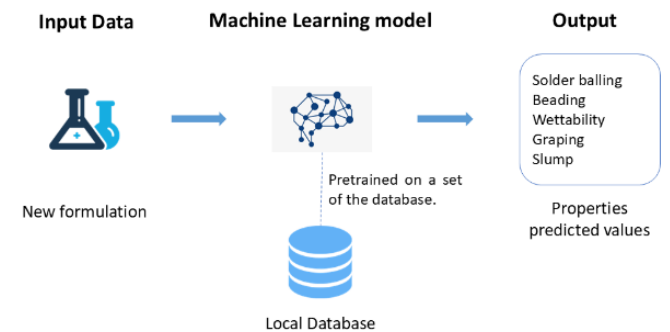 Input Data
Machine Learning model
Output
Solder balling
Beading
Wettability
Graping
Slump
Pretrained on a set
of the database.
New formulation
Properties
predicted values
Local Database